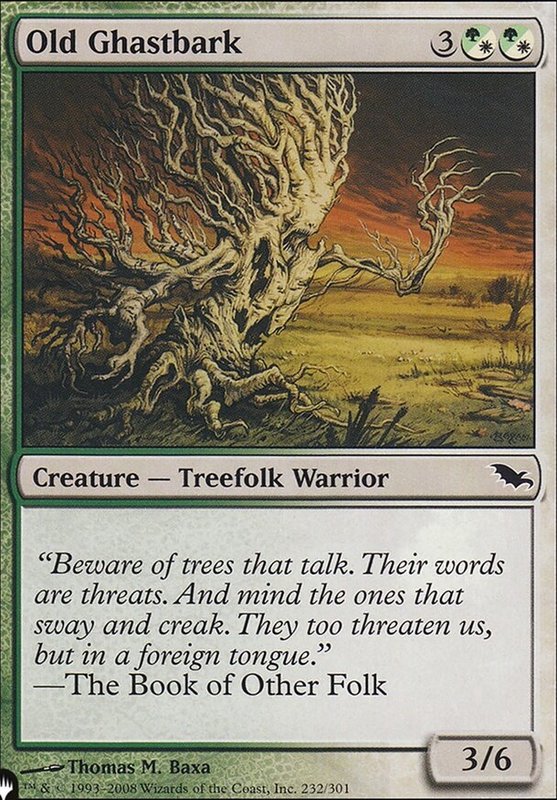 Old Ghastbark 3
Creature — Treefolk Warrior
“Beware of trees that talk. Their words
are threats. And mind the ones that
sway and creak. They too threaten us,
but in a foreign tongue.”
—The Book of Other Folk
3/6
Thomas M. Baxa
™ & © 1993–2008 Wizards of the Coast, Inc. 232/301